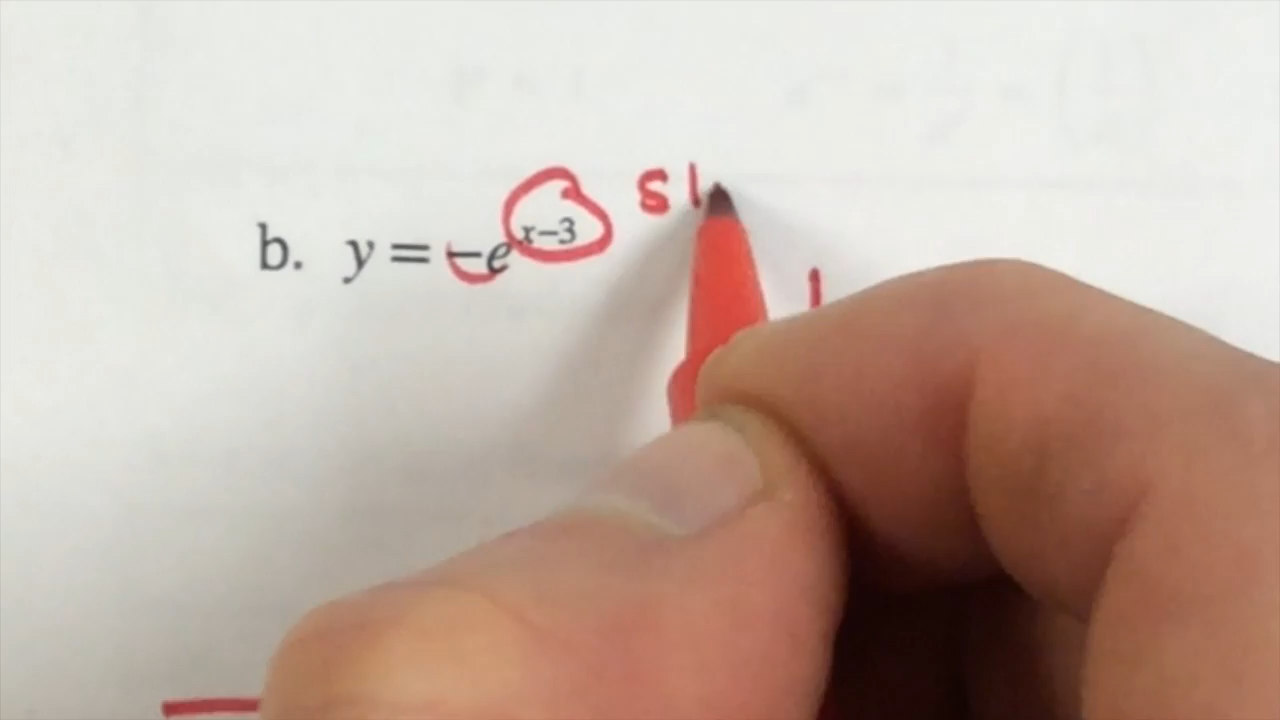 s
b. y = -e^{x-3}